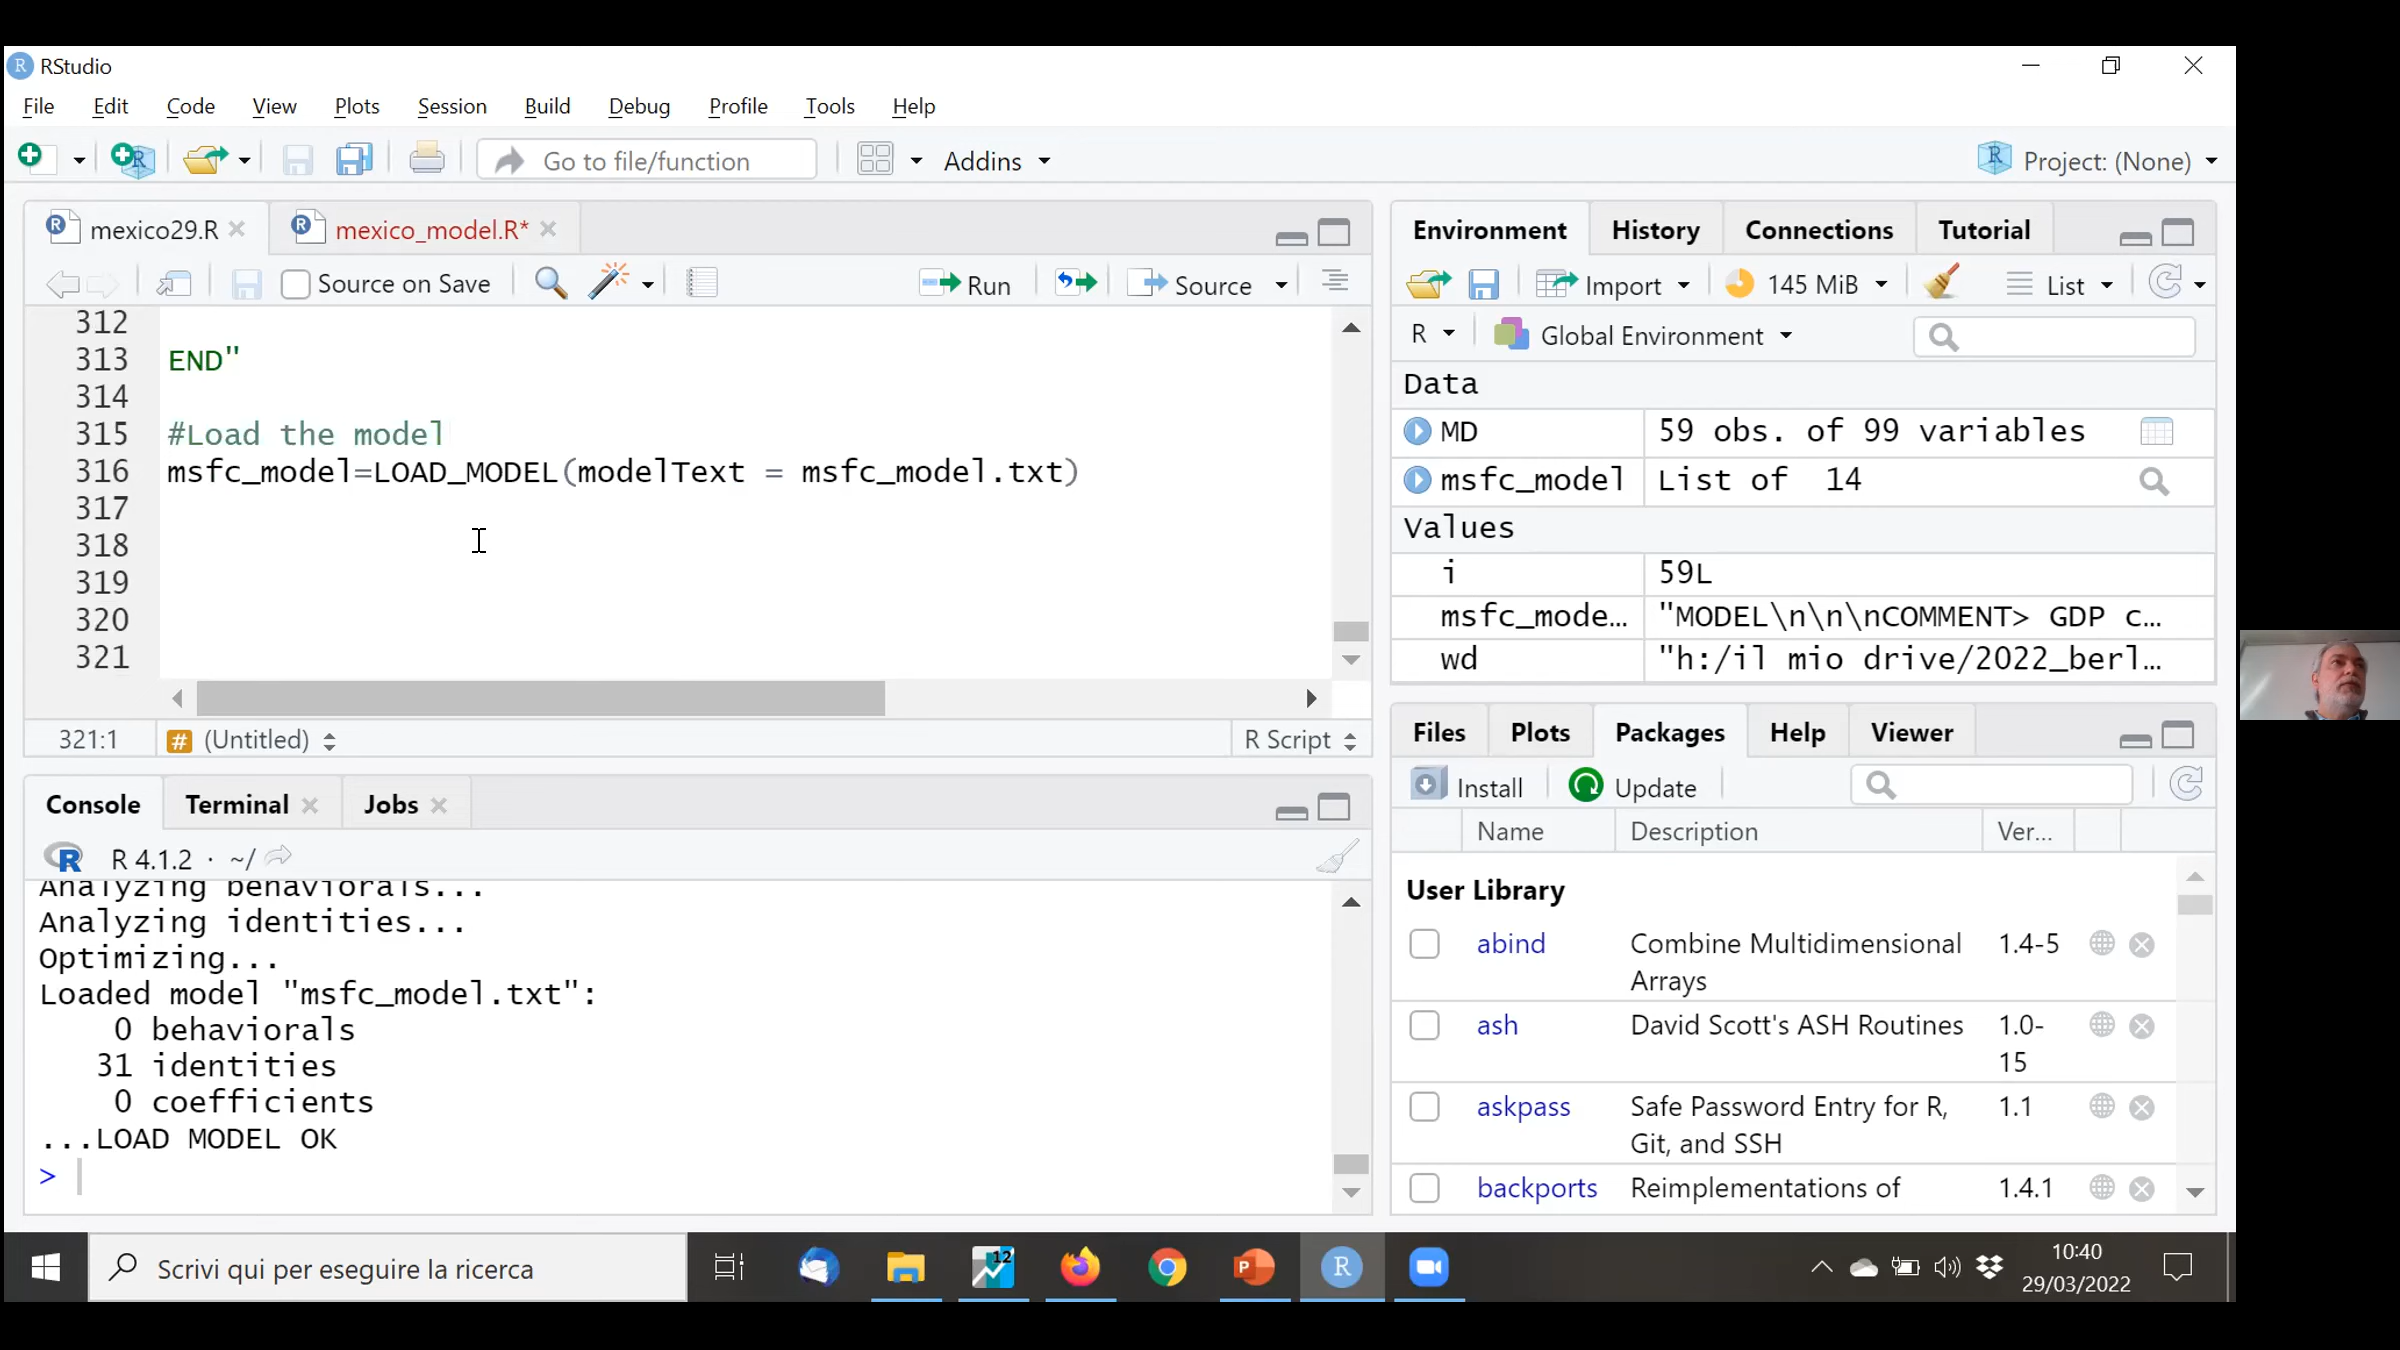 RStudio
File Edit Code View Plots Session Build Debug Profile Tools Help
Go to file/function Addins Project: (None)
mexico29.R mexico_model.R*
Source on Save Run Source
312
313 END"
314
315 #Load the model
316 msfc_model=LOAD_MODEL(modelText = msfc_model.txt)
317
318
319
320
321
321:1 # (Untitled) R Script
Console Terminal Jobs
R 4.1.2 · ~/
Analyzing behaviorals...
Analyzing identities...
Optimizing...
Loaded model "msfc_model.txt":
0 behaviorals
31 identities
0 coefficients
...LOAD MODEL OK
>
Environment History Connections Tutorial
Import 145 MiB List
R Global Environment
Data
MD 59 obs. of 99 variables
msfc_model List of 14
Values
i 59L
msfc_mode… "MODEL\n\n\nCOMMENT> GDP c…
wd "h:/il mio drive/2022_berl…
Files Plots Packages Help Viewer
Install Update
Name Description Ver...
User Library
abind Combine Multidimensional 1.4-5
Arrays
ash David Scott's ASH Routines 1.0-
15
askpass Safe Password Entry for R, 1.1
Git, and SSH
backports Reimplementations of 1.4.1
Scrivi qui per eseguire la ricerca
12
10:40
29/03/2022